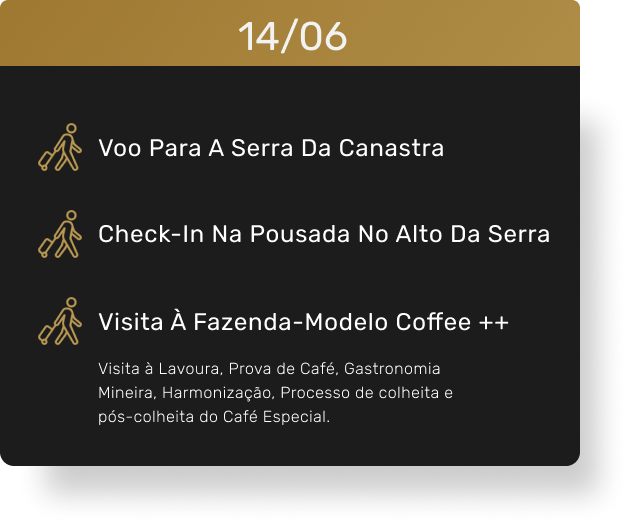 14/06
Voo Para A Serra Da Canastra
Check-In Na Pousada No Alto Da Serra
Visita À Fazenda-Modelo Coffee ++
Visita à Lavoura, Prova de Café, Gastronomia
Mineira, Harmonização, Processo de colheita e
pós-colheita do Café Especial.